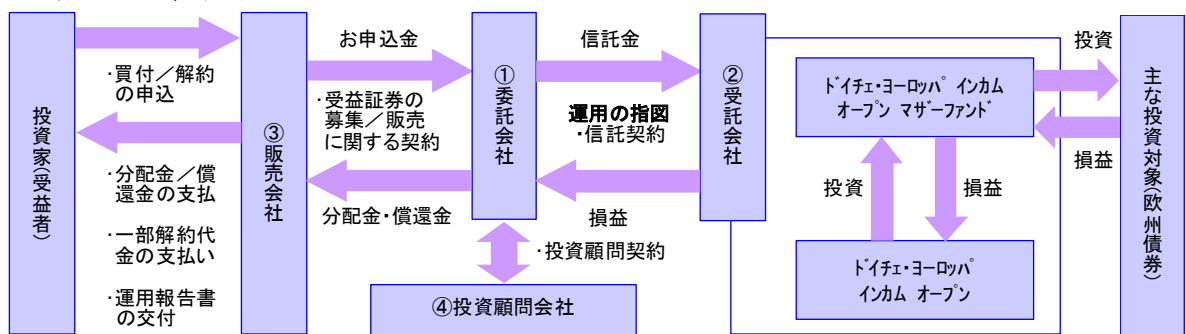 投資家(受益者)
･買付／解約
の申込
･分配金／償
還金の支払
･一部解約代
金の支払い
･運用報告書
の交付
③販売会社
お申込金
･受益証券の
募集／販売
に関する契約
分配金･償還金
①委託会社
信託金
運用の指図
･信託契約
損益
･投資顧問契約
④投資顧問会社
②受託会社
ﾄﾞｲﾁｪ･ﾖｰﾛｯﾊﾟ ｲﾝｶﾑ
ｵｰﾌﾟﾝ ﾏｻﾞｰﾌｧﾝﾄﾞ
投資
損益
ﾄﾞｲﾁｪ･ﾖｰﾛｯﾊﾟ
ｲﾝｶﾑ ｵｰﾌﾟﾝ
投資
損益
主な投資対象(欧州債券)